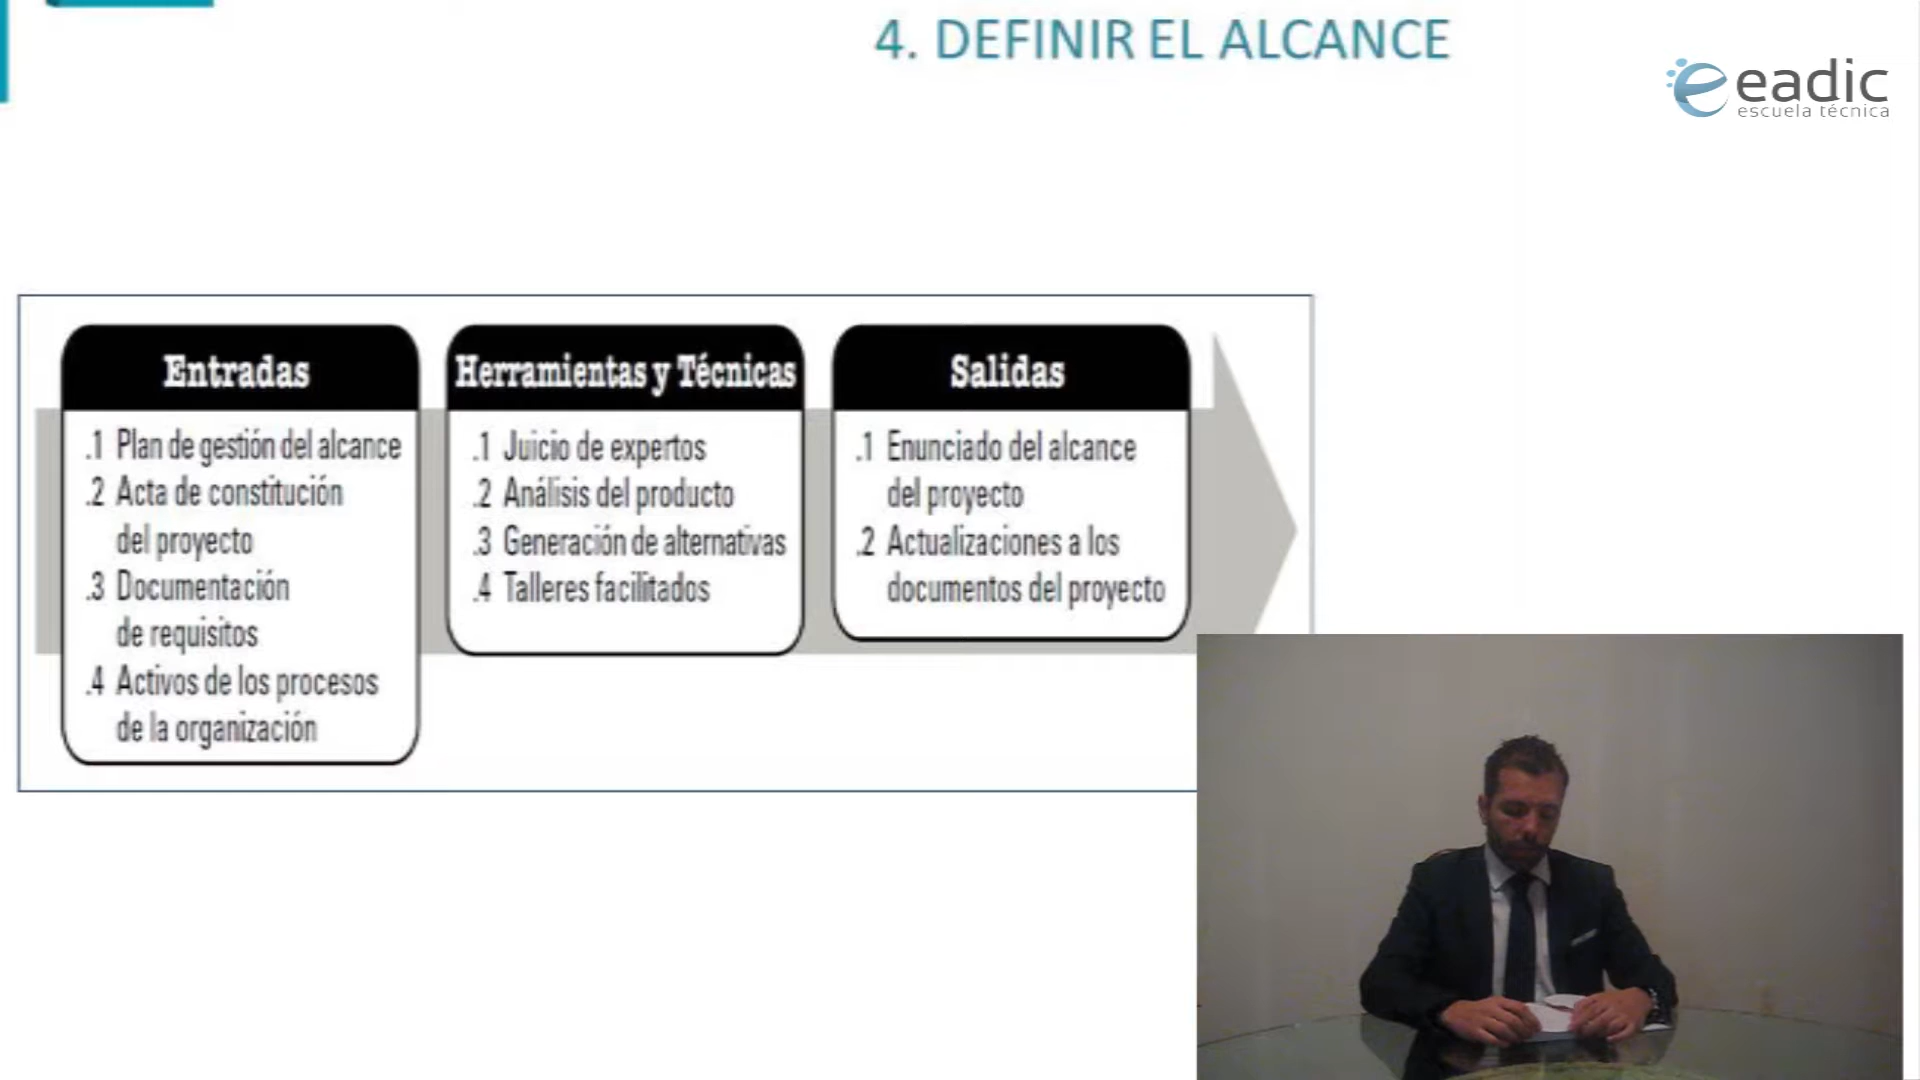 4. DEFINIR EL ALCANCE
eadic
escuela técnica
Entradas
.1 Plan de gestión del alcance
.2 Acta de constitución
del proyecto
.3 Documentación
de requisitos
.4 Activos de los procesos
de la organización
Herramientas y Técnicas
.1 Juicio de expertos
.2 Análisis del producto
.3 Generación de alternativas
.4 Talleres facilitados
Salidas
.1 Enunciado del alcance
del proyecto
.2 Actualizaciones a los
documentos del proyecto